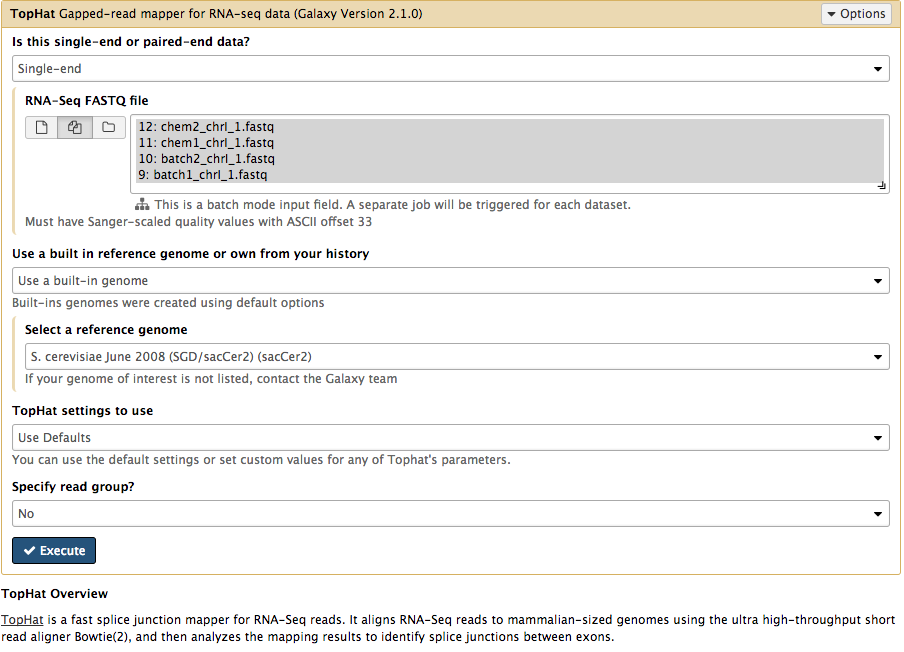 TopHat Gapped-read mapper for RNA-seq data (Galaxy Version 2.1.0)
Options
Is this single-end or paired-end data?
Single-end
RNA-Seq FASTQ file
12: chem2_chrI_1.fastq
11: chem1_chrI_1.fastq
10: batch2_chrI_1.fastq
9: batch1_chrI_1.fastq
This is a batch mode input field. A separate job will be triggered for each dataset.
Must have Sanger-scaled quality values with ASCII offset 33
Use a built in reference genome or own from your history
Use a built-in genome
Built-ins genomes were created using default options
Select a reference genome
S. cerevisiae June 2008 (SGD/sacCer2) (sacCer2)
If your genome of interest is not listed, contact the Galaxy team
TopHat settings to use
Use Defaults
You can use the default settings or set custom values for any of Tophat's parameters.
Specify read group?
No
Execute
TopHat Overview
TopHat is a fast splice junction mapper for RNA-Seq reads. It aligns RNA-Seq reads to mammalian-sized genomes using the ultra high-throughput short
read aligner Bowtie(2), and then analyzes the mapping results to identify splice junctions between exons.